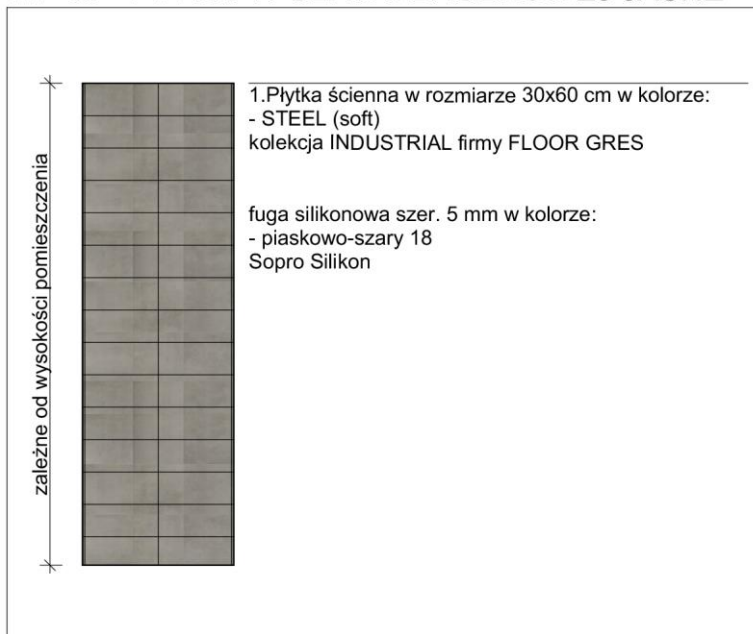 1.Płytka ścienna w rozmiarze 30x60 cm w kolorze:
- STEEL (soft)
kolekcja INDUSTRIAL firmy FLOOR GRES
fuga silikonowa szer. 5 mm w kolorze:
- piaskowo-szary 18
Sopro Silikon
zależne od wysokości pomieszczenia